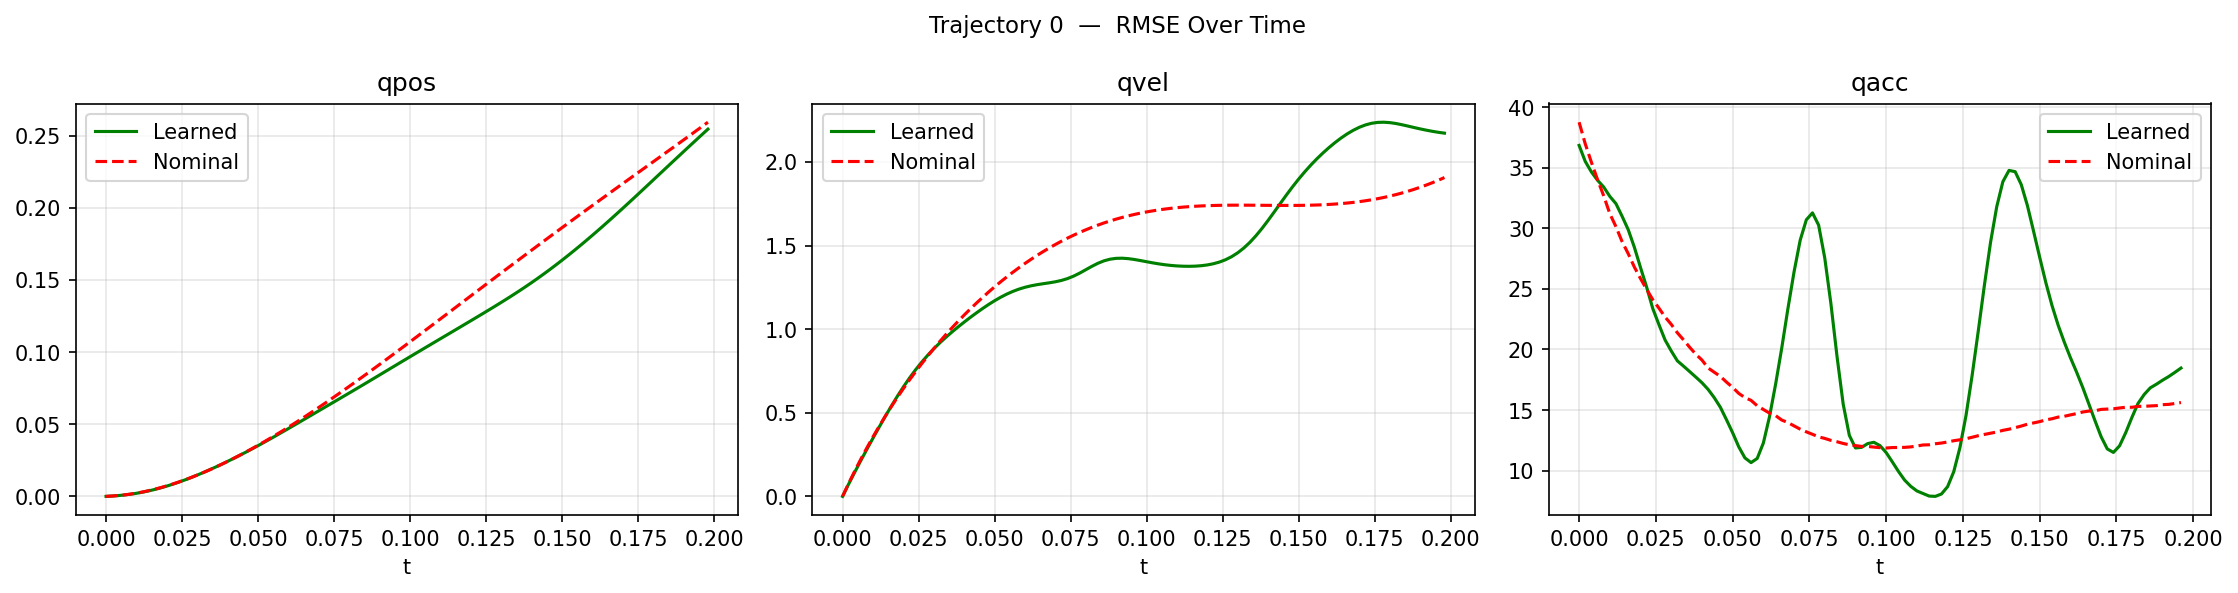 Trajectory 0 — RMSE Over Time
qpos
Learned
Nominal
0.25
0.20
0.15
0.10
0.05
0.00
0.000 0.025 0.050 0.075 0.100 0.125 0.150 0.175 0.200
t
qvel
Learned
Nominal
2.0
1.5
1.0
0.5
0.0
0.000 0.025 0.050 0.075 0.100 0.125 0.150 0.175 0.200
t
qacc
Learned
Nominal
40
35
30
25
20
15
10
0.000 0.025 0.050 0.075 0.100 0.125 0.150 0.175 0.200
t